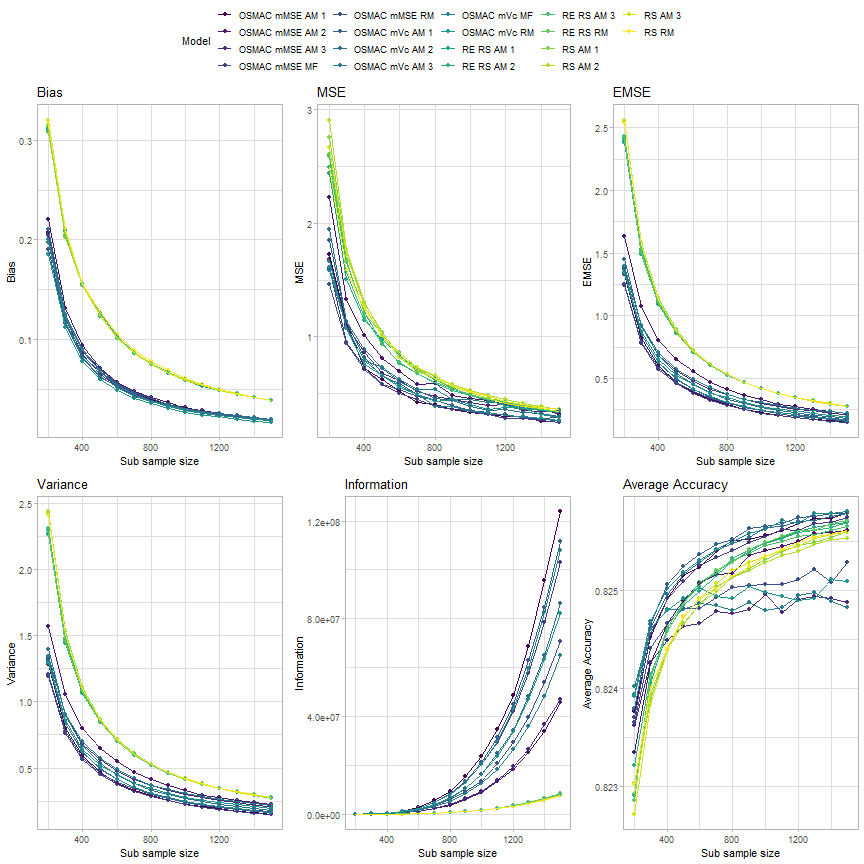 Model
OSMAC mMSE AM 1
OSMAC mMSE RM
OSMAC mVc MF
RE RS AM 3
RS AM 3
OSMAC mMSE AM 2
OSMAC mVc AM 1
OSMAC mVc RM
RE RS RM
RS RM
OSMAC mMSE AM 3
OSMAC mVc AM 2
RE RS AM 1
RS AM 1
OSMAC mMSE MF
OSMAC mVc AM 3
RE RS AM 2
RS AM 2
Bias
Bias
0.3
0.2
0.1
400 800 1200
Sub sample size
MSE
MSE
3
2
1
400 800 1200
Sub sample size
EMSE
EMSE
2.5
2.0
1.5
1.0
0.5
400 800 1200
Sub sample size
Variance
Variance
2.5
2.0
1.5
1.0
0.5
400 800 1200
Sub sample size
Information
Information
1.2e+08
8.0e+07
4.0e+07
0.0e+00
400 800 1200
Sub sample size
Average Accuracy
Average Accuracy
0.825
0.824
0.823
400 800 1200
Sub sample size